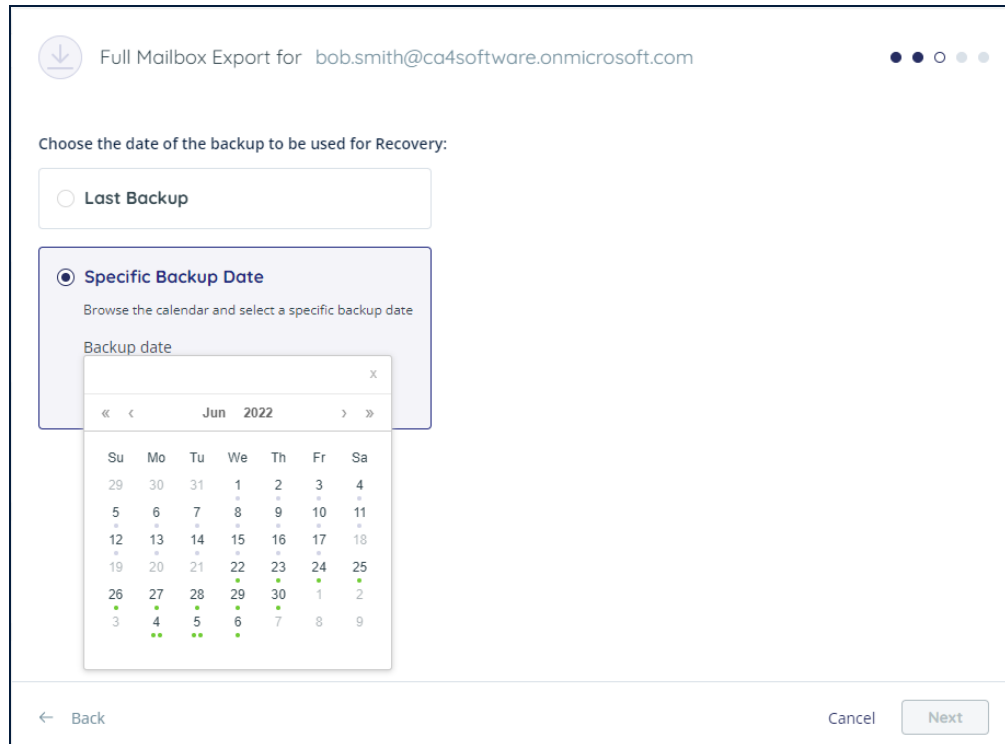 Full Mailbox Export for bob.smith@ca4software.onmicrosoft.com
Choose the date of the backup to be used for Recovery:
Last Backup
Specific Backup Date
Browse the calendar and select a specific backup date
Backup date
x
« ‹ Jun 2022 › »
Su Mo Tu We Th Fr Sa
29 30 31 1 2 3 4
5 6 7 8 9 10 11
12 13 14 15 16 17 18
19 20 21 22 23 24 25
26 27 28 29 30 1 2
3 4 5 6 7 8 9
← Back Cancel Next